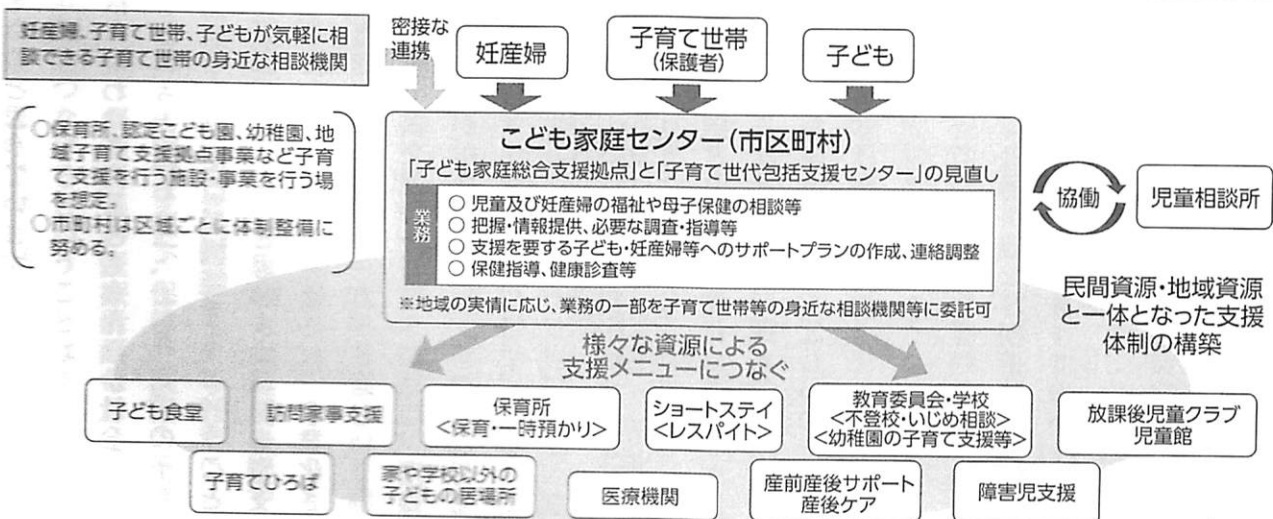 妊産婦、子育て世帯、子どもが気軽に相
談できる子育て世帯の身近な相談機関
密接な
連携
妊産婦
子育て世帯
(保護者)
子ども
○保育所、認定こども園、幼稚園、地
域子育て支援拠点事業など子育
て支援を行う施設・事業を行う場
を想定。
○市町村は区域ごとに体制整備に
努める。
こども家庭センター(市区町村)
「子ども家庭総合支援拠点」と「子育て世代包括支援センター」の見直し
業務
○ 児童及び妊産婦の福祉や母子保健の相談等
○ 把握・情報提供、必要な調査・指導等
○ 支援を要する子ども・妊産婦等へのサポートプランの作成、連絡調整
○ 保健指導、健康診査等
※地域の実情に応じ、業務の一部を子育て世帯等の身近な相談機関等に委託可
協働
児童相談所
民間資源・地域資源
と一体となった支援
体制の構築
様々な資源による
支援メニューにつなぐ
子ども食堂
訪問家事支援
保育所
<保育・一時預かり>
ショートステイ
<レスパイト>
教育委員会・学校
<不登校・いじめ相談>
<幼稚園の子育て支援等>
放課後児童クラブ
児童館
子育てひろば
家や学校以外の
子どもの居場所
医療機関
産前産後サポート
産後ケア
障害児支援